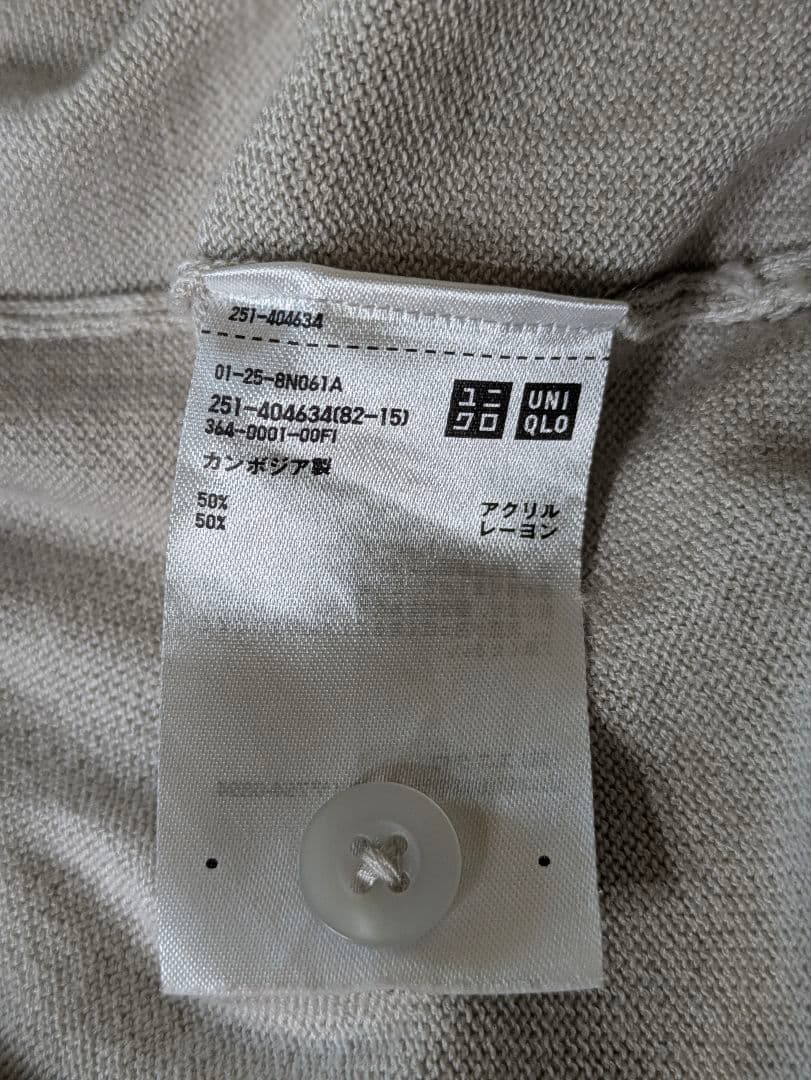 251-404634
01-25-8N061A
251-404634(82-15)
364-0001-00F1
カンボジア製
ユニ
クロ
UNI
QLO
50% アクリル
50% レーヨン